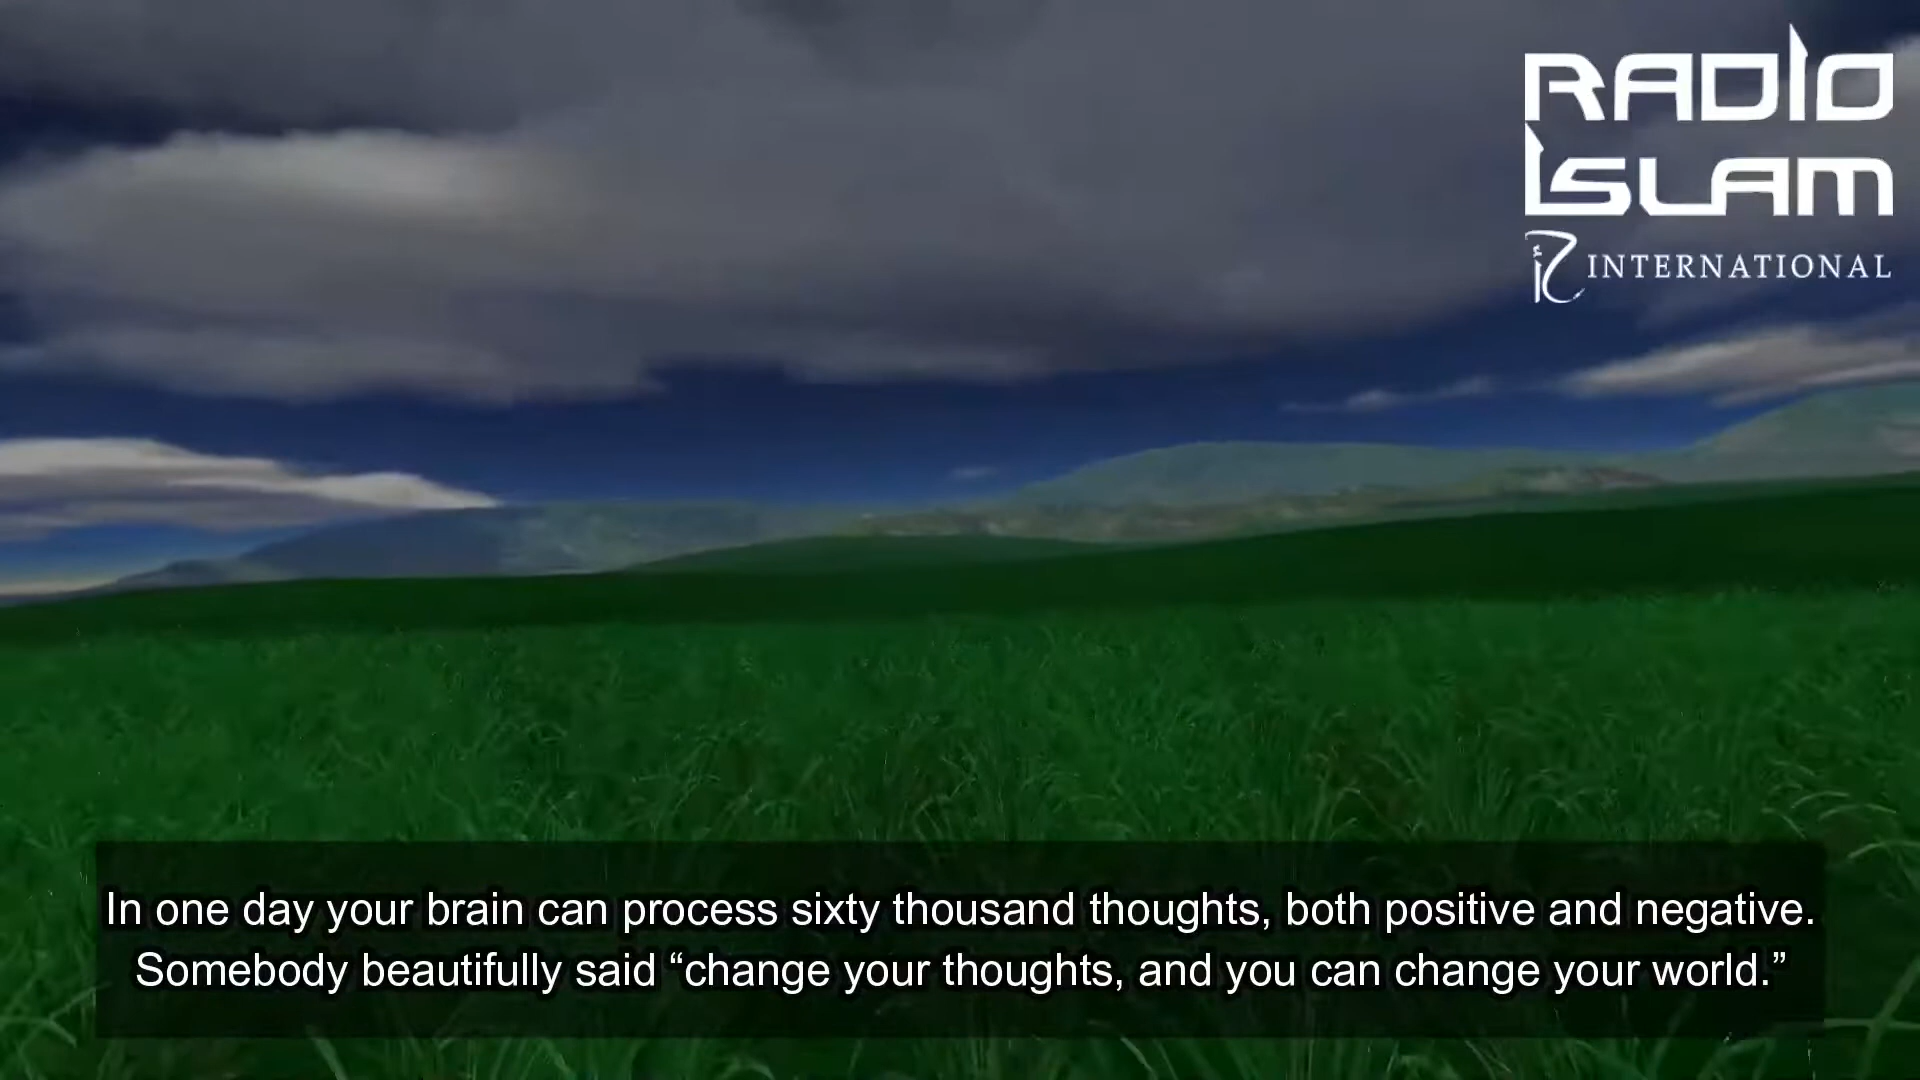 RADIO
ISLAM
INTERNATIONAL
In one day your brain can process sixty thousand thoughts, both positive and negative.
Somebody beautifully said “change your thoughts, and you can change your world.”